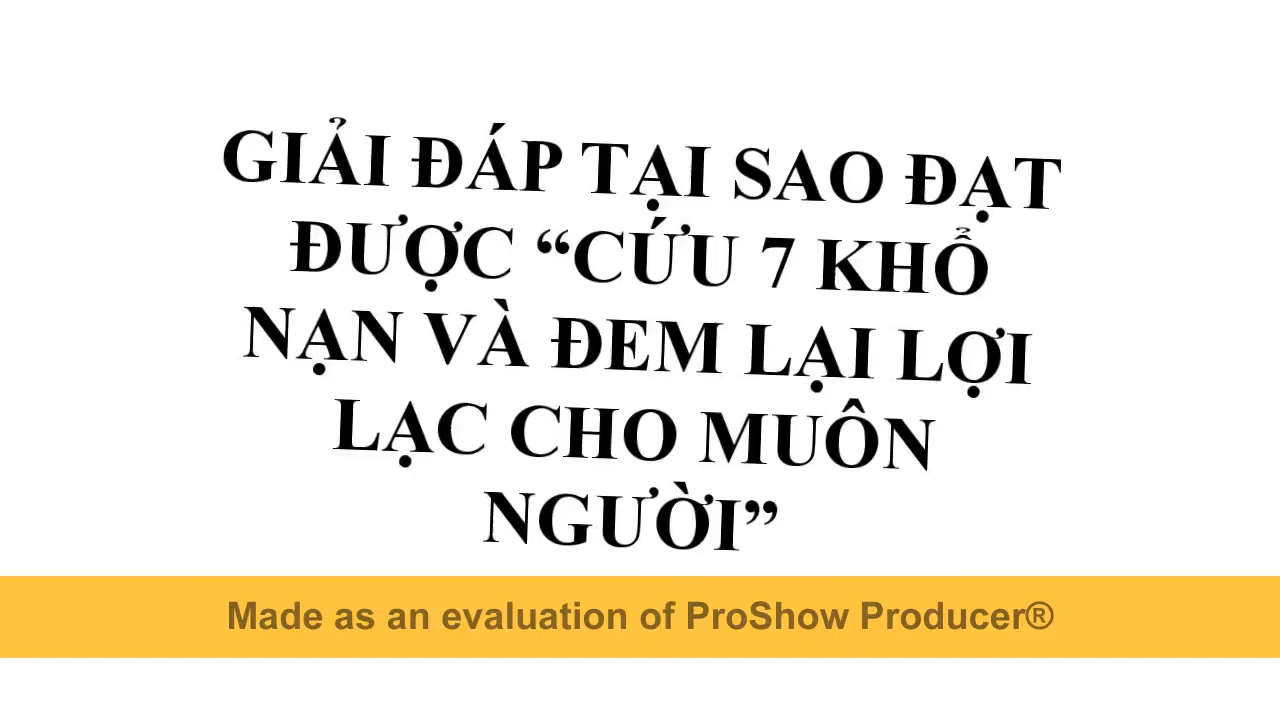 GIẢI ĐÁP TẠI SAO ĐẠT
ĐƯỢC “CỨU 7 KHỔ
NẠN VÀ ĐEM LẠI LỢI
LẠC CHO MUÔN
NGƯỜI”
Made as an evaluation of ProShow Producer®